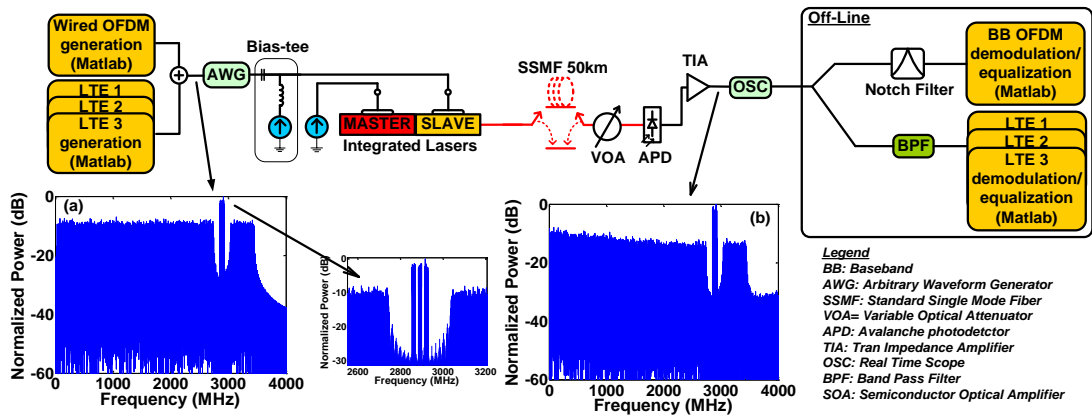 Wired OFDM
generation
(Matlab)
LTE 1
LTE 2
LTE 3
generation
(Matlab)
AWG
Bias-tee
MASTER
SLAVE
Integrated Lasers
SSMF 50km
VOA
APD
TIA
OSC
Off-Line
Notch Filter
BB OFDM
demodulation/
equalization
(Matlab)
BPF
LTE 1
LTE 2
LTE 3
demodulation/
equalization
(Matlab)
(a)
Normalized Power (dB)
0
-20
-40
-60
0 1000 2000 3000 4000
Frequency (MHz)
Normalized Power (dB)
0
-10
-20
-30
2600 2800 3000 3200
Frequency (MHz)
(b)
Normalized Power (dB)
0
-20
-40
-60
0 1000 2000 3000 4000
Frequency (MHz)
Legend
BB: Baseband
AWG: Arbitrary Waveform Generator
SSMF: Standard Single Mode Fiber
VOA= Variable Optical Attenuator
APD: Avalanche photodetctor
TIA: Tran Impedance Amplifier
OSC: Real Time Scope
BPF: Band Pass Filter
SOA: Semiconductor Optical Amplifier